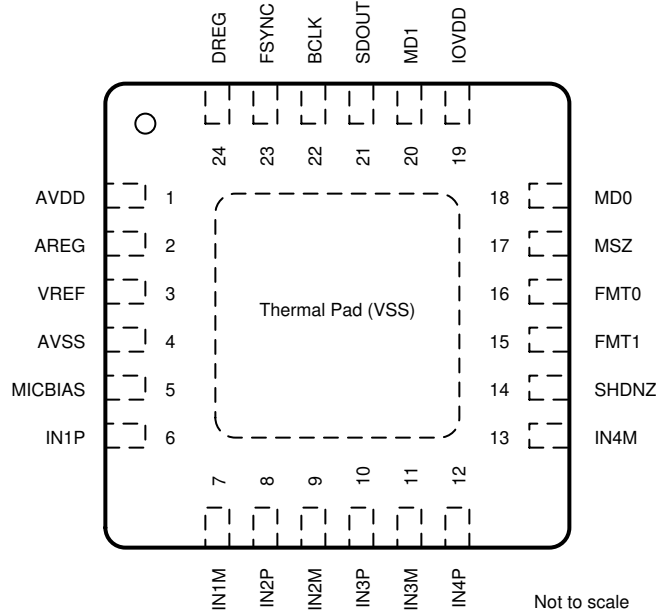 DREG FSYNC BCLK SDOUT MD1 IOVDD
24 23 22 21 20 19
AVDD 1 18 MD0
AREG 2 17 MSZ
VREF 3 16 FMT0
Thermal Pad (VSS)
AVSS 4 15 FMT1
MICBIAS 5 14 SHDNZ
IN1P 6 13 IN4M
7 8 9 10 11 12
IN1M IN2P IN2M IN3P IN3M IN4P
Not to scale